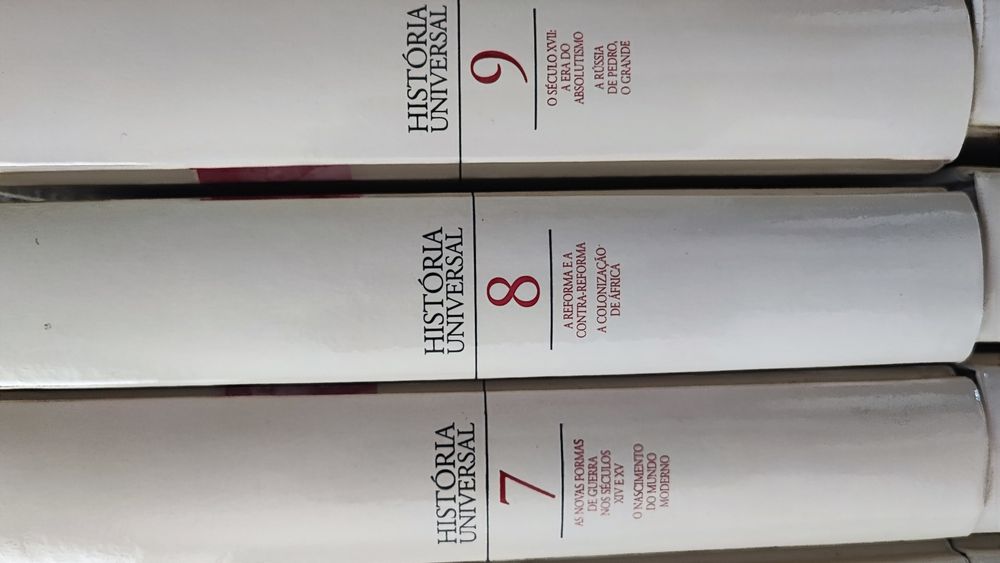 HISTÓRIA
UNIVERSAL
9
O SÉCULO XVII:
A ERA DO
ABSOLUTISMO
A RÚSSIA
DE PEDRO,
O GRANDE
HISTÓRIA
UNIVERSAL
8
A REFORMA E A
CONTRA-REFORMA
A COLONIZAÇÃO
DE ÁFRICA
HISTÓRIA
UNIVERSAL
7
AS NOVAS FORMAS
DE GUERRA
NOS SÉCULOS
XIV E XV
O NASCIMENTO
DO MUNDO
MODERNO